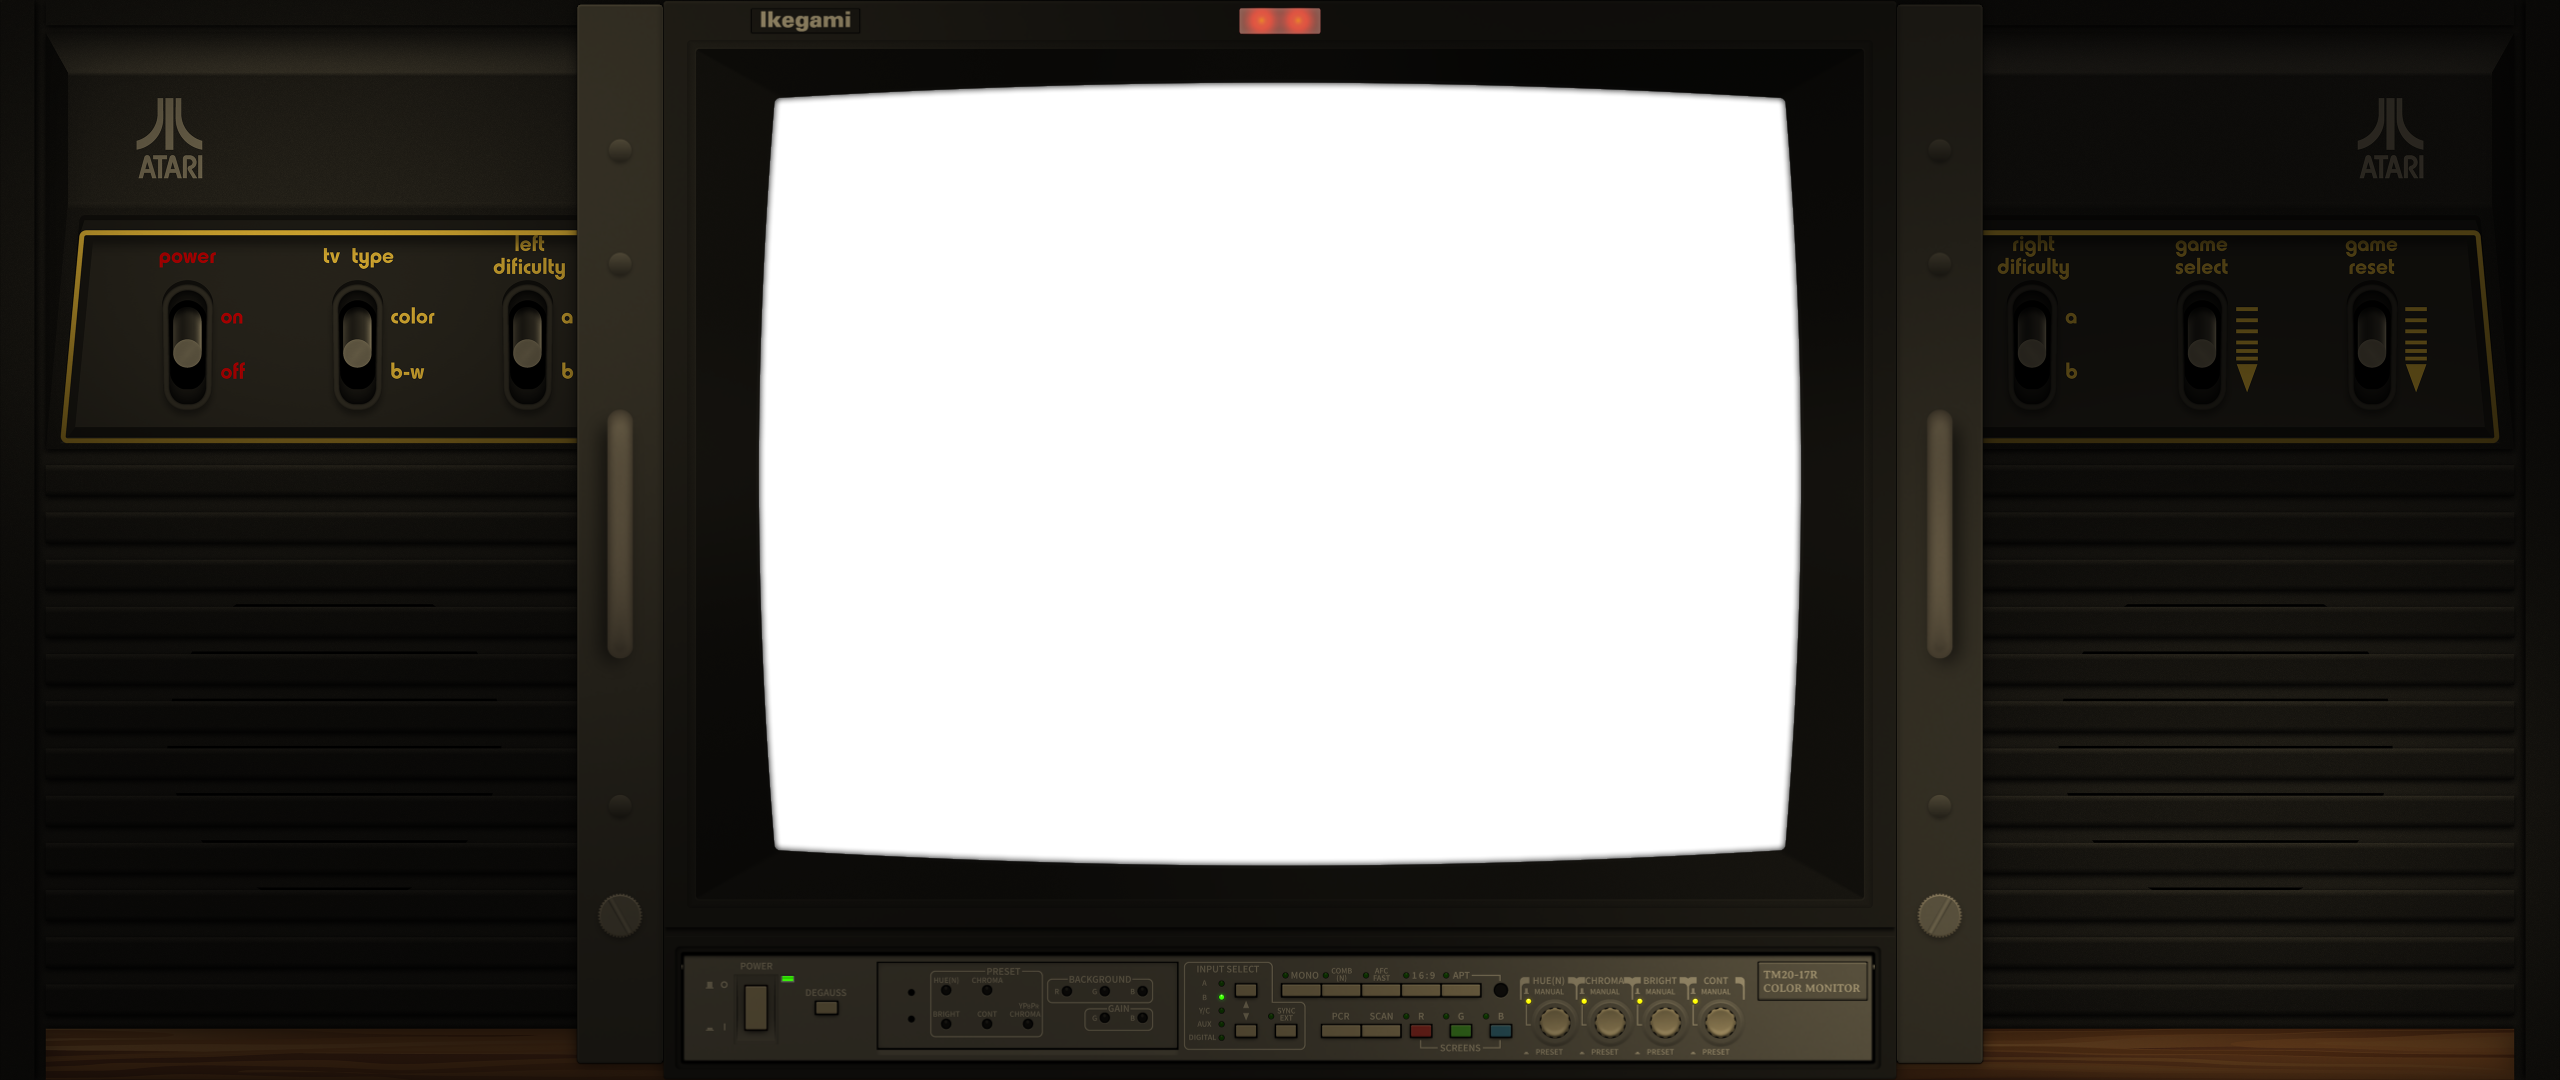 Ikegami
ATARI
ATARI
power
on
off
tv type
color
b-w
left
dificulty
a
b
right
dificulty
a
b
game
select
game
reset
POWER
DEGAUSS
PRESET
HUE(N)
CHROMA
BRIGHT
CONT
YPbPr
CHROMA
BACKGROUND
R
G
B
GAIN
G
B
INPUT SELECT
A
B
Y/C
AUX
DIGITAL
SYNC
EXT
MONO
COMB
(N)
AFC
FAST
16:9
APT
PCR
SCAN
R
G
B
SCREENS
HUE(N)
CHROMA
BRIGHT
CONT
MANUAL
MANUAL
MANUAL
MANUAL
PRESET
PRESET
PRESET
PRESET
TM20-17R
COLOR MONITOR